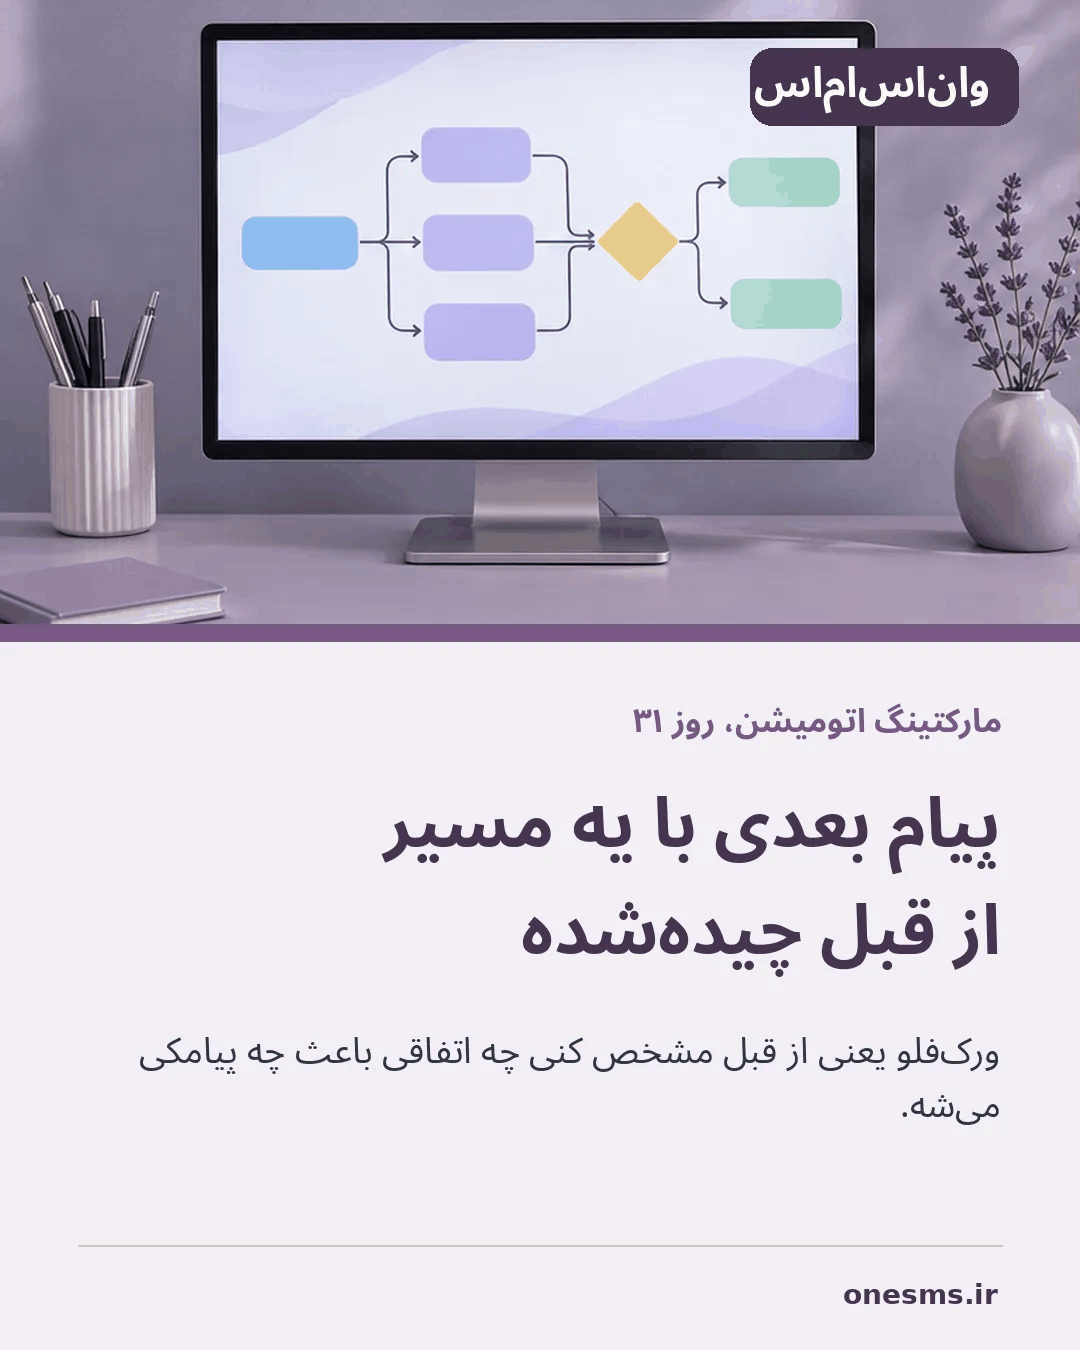 وان‌اس‌ام‌اس
مارکتینگ اتومیشن، روز ۳۱
پیام بعدی با یه مسیر
از قبل چیده‌شده
ورک‌فلو یعنی از قبل مشخص کنی چه اتفاقی باعث چه پیامکی
می‌شه.
onesms.ir